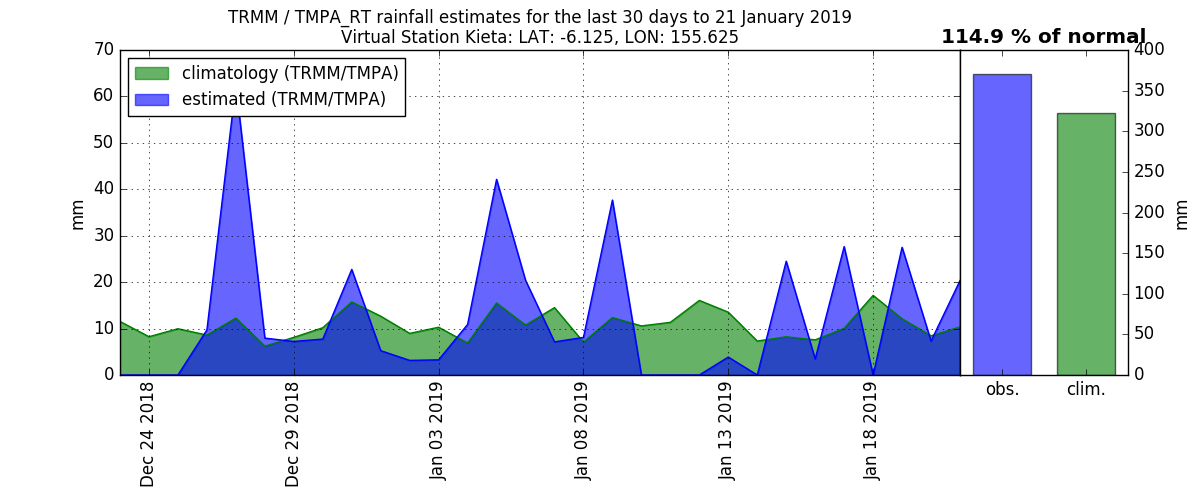 TRMM / TMPA_RT rainfall estimates for the last 30 days to 21 January 2019
Virtual Station Kieta: LAT: -6.125, LON: 155.625
114.9 % of normal
climatology (TRMM/TMPA)
estimated (TRMM/TMPA)
70
60
50
40
30
20
10
0
mm
Dec 24 2018
Dec 29 2018
Jan 03 2019
Jan 08 2019
Jan 13 2019
Jan 18 2019
obs.
clim.
400
350
300
250
200
150
100
50
0
mm